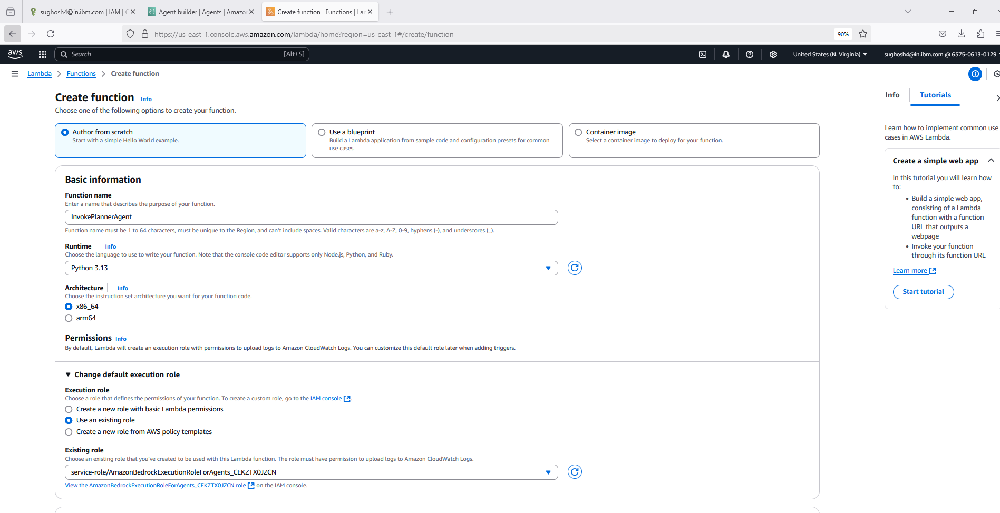 sughosh4@in.ibm.com | IAM | G
Agent builder | Agents | Amazo
Create function | Functions | Lar
https://us-east-1.console.aws.amazon.com/lambda/home?region=us-east-1#/create/function
90%
aws
Search
[Alt+S]
United States (N. Virginia)
sughosh4@in.ibm.com @ 6575-0613-0129
Lambda
Functions
Create function
Create function Info
Choose one of the following options to create your function.
Author from scratch
Start with a simple Hello World example.
Use a blueprint
Build a Lambda application from sample code and configuration presets for common
use cases.
Container image
Select a container image to deploy for your function.
Basic information
Function name
Enter a name that describes the purpose of your function.
InvokePlannerAgent
Function name must be 1 to 64 characters, must be unique to the Region, and can't include spaces. Valid characters are a-z, A-Z, 0-9, hyphens (-), and underscores (_).
Runtime Info
Choose the language to use to write your function. Note that the console code editor supports only Node.js, Python, and Ruby.
Python 3.13
Architecture Info
Choose the instruction set architecture you want for your function code.
x86_64
arm64
Permissions Info
By default, Lambda will create an execution role with permissions to upload logs to Amazon CloudWatch Logs. You can customize this default role later when adding triggers.
Change default execution role
Execution role
Choose a role that defines the permissions of your function. To create a custom role, go to the IAM console.
Create a new role with basic Lambda permissions
Use an existing role
Create a new role from AWS policy templates
Existing role
Choose an existing role that you've created to be used with this Lambda function. The role must have permission to upload logs to Amazon CloudWatch Logs.
service-role/AmazonBedrockExecutionRoleForAgents_CEKZTX0JZCN
View the AmazonBedrockExecutionRoleForAgents_CEKZTX0JZCN role on the IAM console.
Info
Tutorials
Learn how to implement common use
cases in AWS Lambda.
Create a simple web app
In this tutorial you will learn how
to:
• Build a simple web app,
consisting of a Lambda
function with a function
URL that outputs a
webpage
• Invoke your function
through its function URL
Learn more
Start tutorial